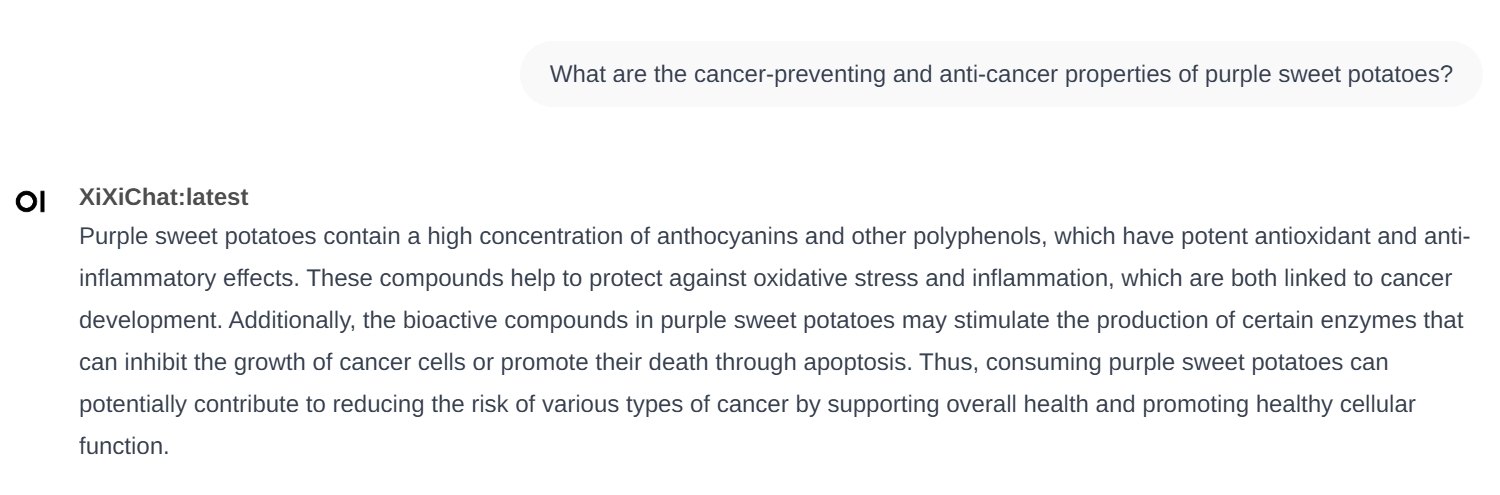 What are the cancer-preventing and anti-cancer properties of purple sweet potatoes?
OI
XiXiChat:latest
Purple sweet potatoes contain a high concentration of anthocyanins and other polyphenols, which have potent antioxidant and anti-
inflammatory effects. These compounds help to protect against oxidative stress and inflammation, which are both linked to cancer
development. Additionally, the bioactive compounds in purple sweet potatoes may stimulate the production of certain enzymes that
can inhibit the growth of cancer cells or promote their death through apoptosis. Thus, consuming purple sweet potatoes can
potentially contribute to reducing the risk of various types of cancer by supporting overall health and promoting healthy cellular
function.